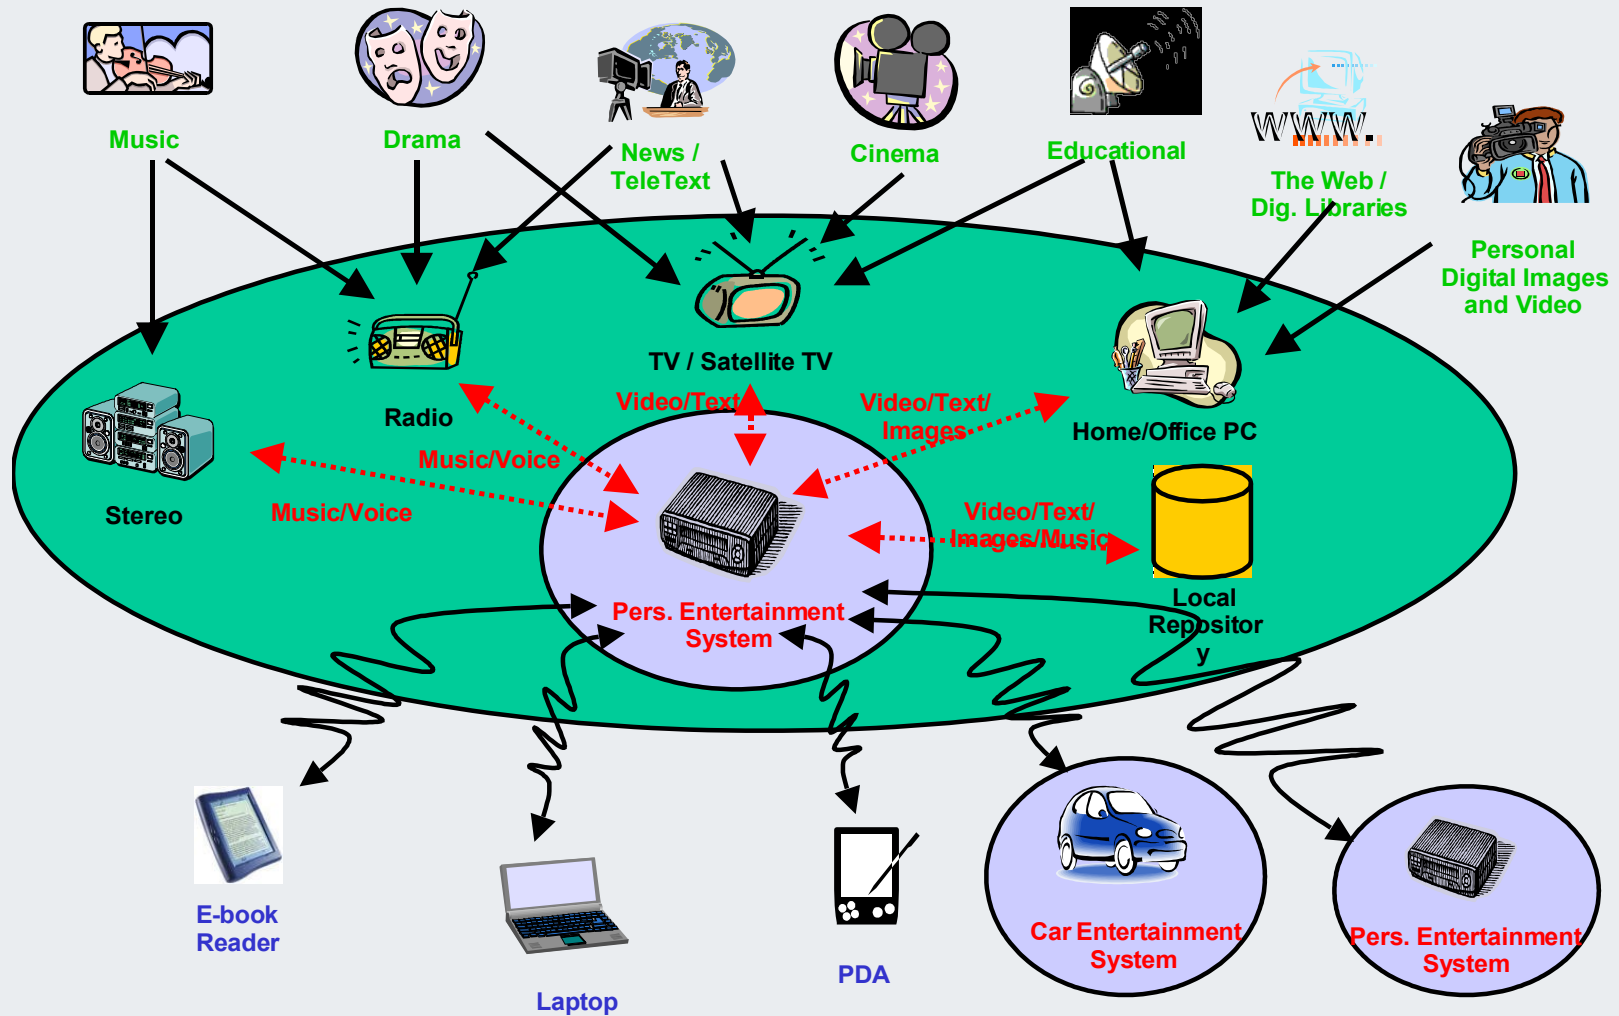 Music
Drama
News /
TeleText
Cinema
Educational
WWW.
The Web /
Dig. Libraries
Personal
Digital Images
and Video
TV / Satellite TV
Radio
Stereo
Home/Office PC
Video/Text
Video/Text/
Images
Music/Voice
Music/Voice
Video/Text/
Images/Music
Local
Repositor
y
Pers. Entertainment
System
E-book
Reader
Laptop
PDA
Car Entertainment
System
Pers. Entertainment
System